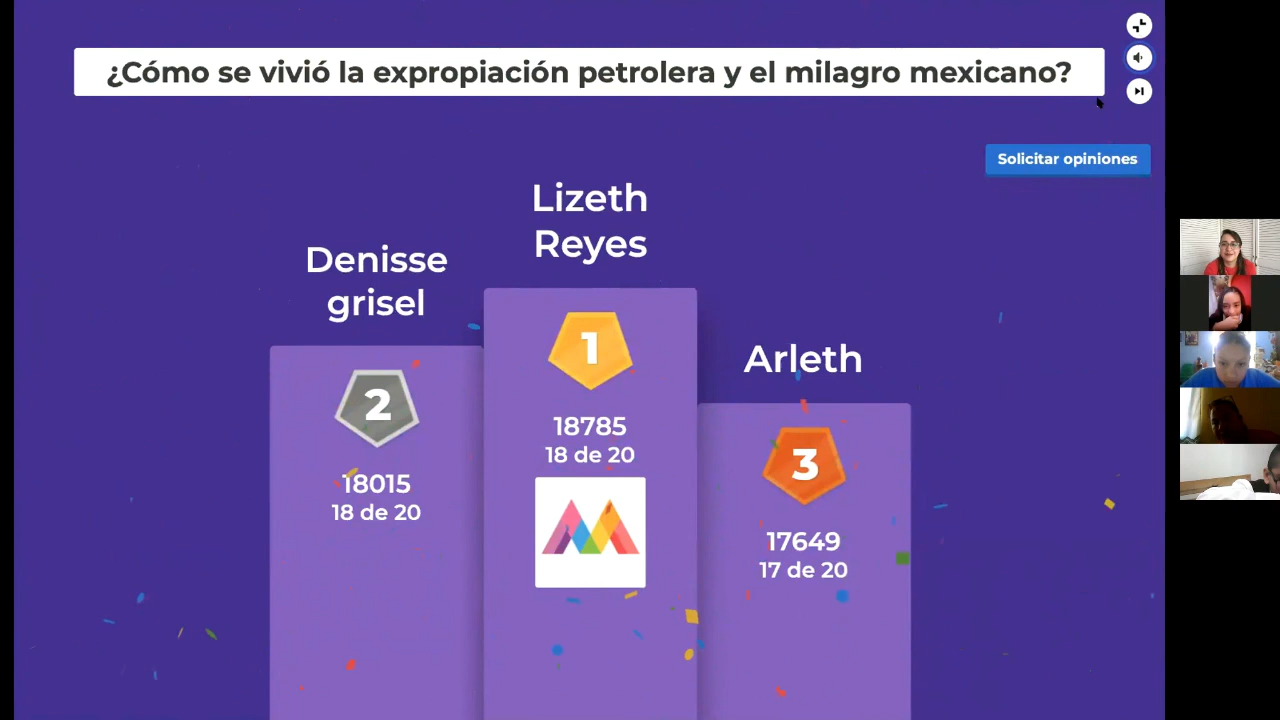 ¿Cómo se vivió la expropiación petrolera y el milagro mexicano?
Solicitar opiniones
Lizeth
Reyes
Denisse
grisel
Arleth
1
18785
18 de 20
2
18015
18 de 20
3
17649
17 de 20